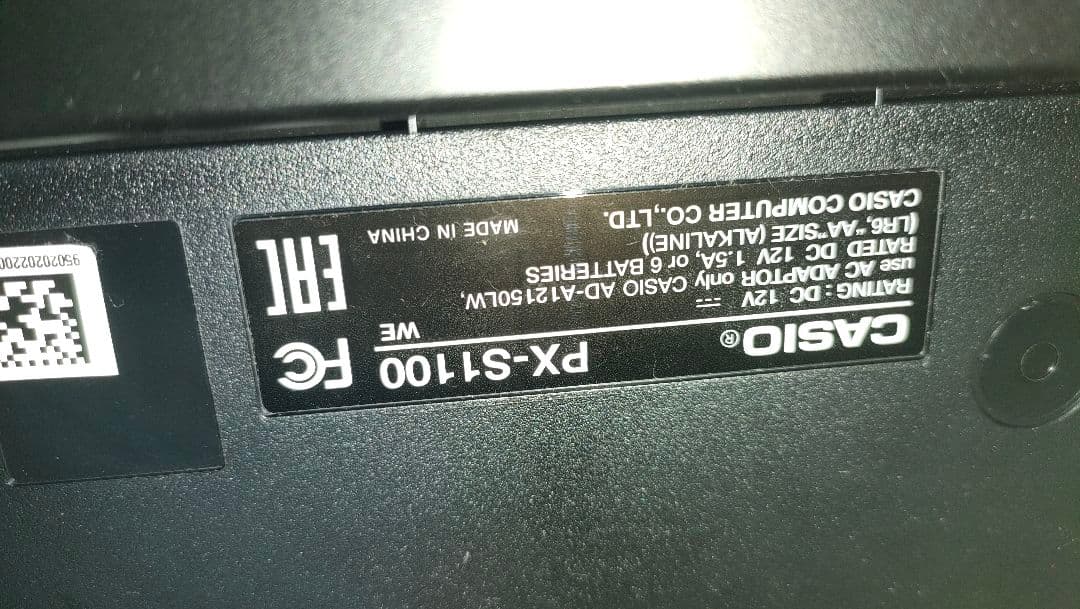 CASIO® PX-S1100
WE
FC
RATING : DC 12V ⎓
use AC ADAPTOR only CASIO AD-A12150LW,
RATED DC 12V 1.5A, or 6 BATTERIES
(LR6,"AA"SIZE (ALKALINE))
CASIO COMPUTER CO.,LTD.
MADE IN CHINA
EAC